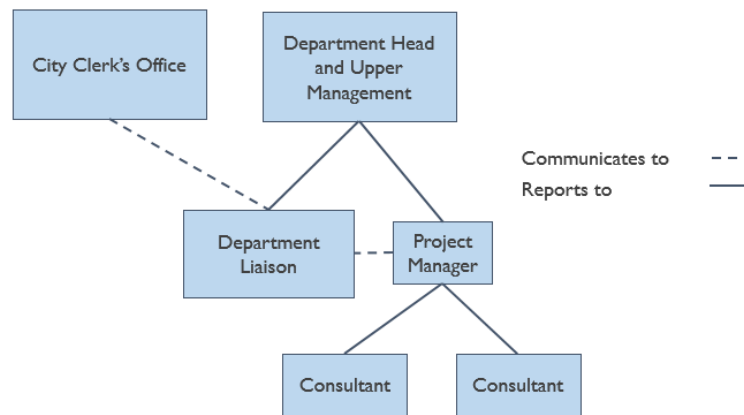 City Clerk's Office
Department Head
and Upper
Management
Communicates to
Reports to
Department
Liaison
Project
Manager
Consultant
Consultant